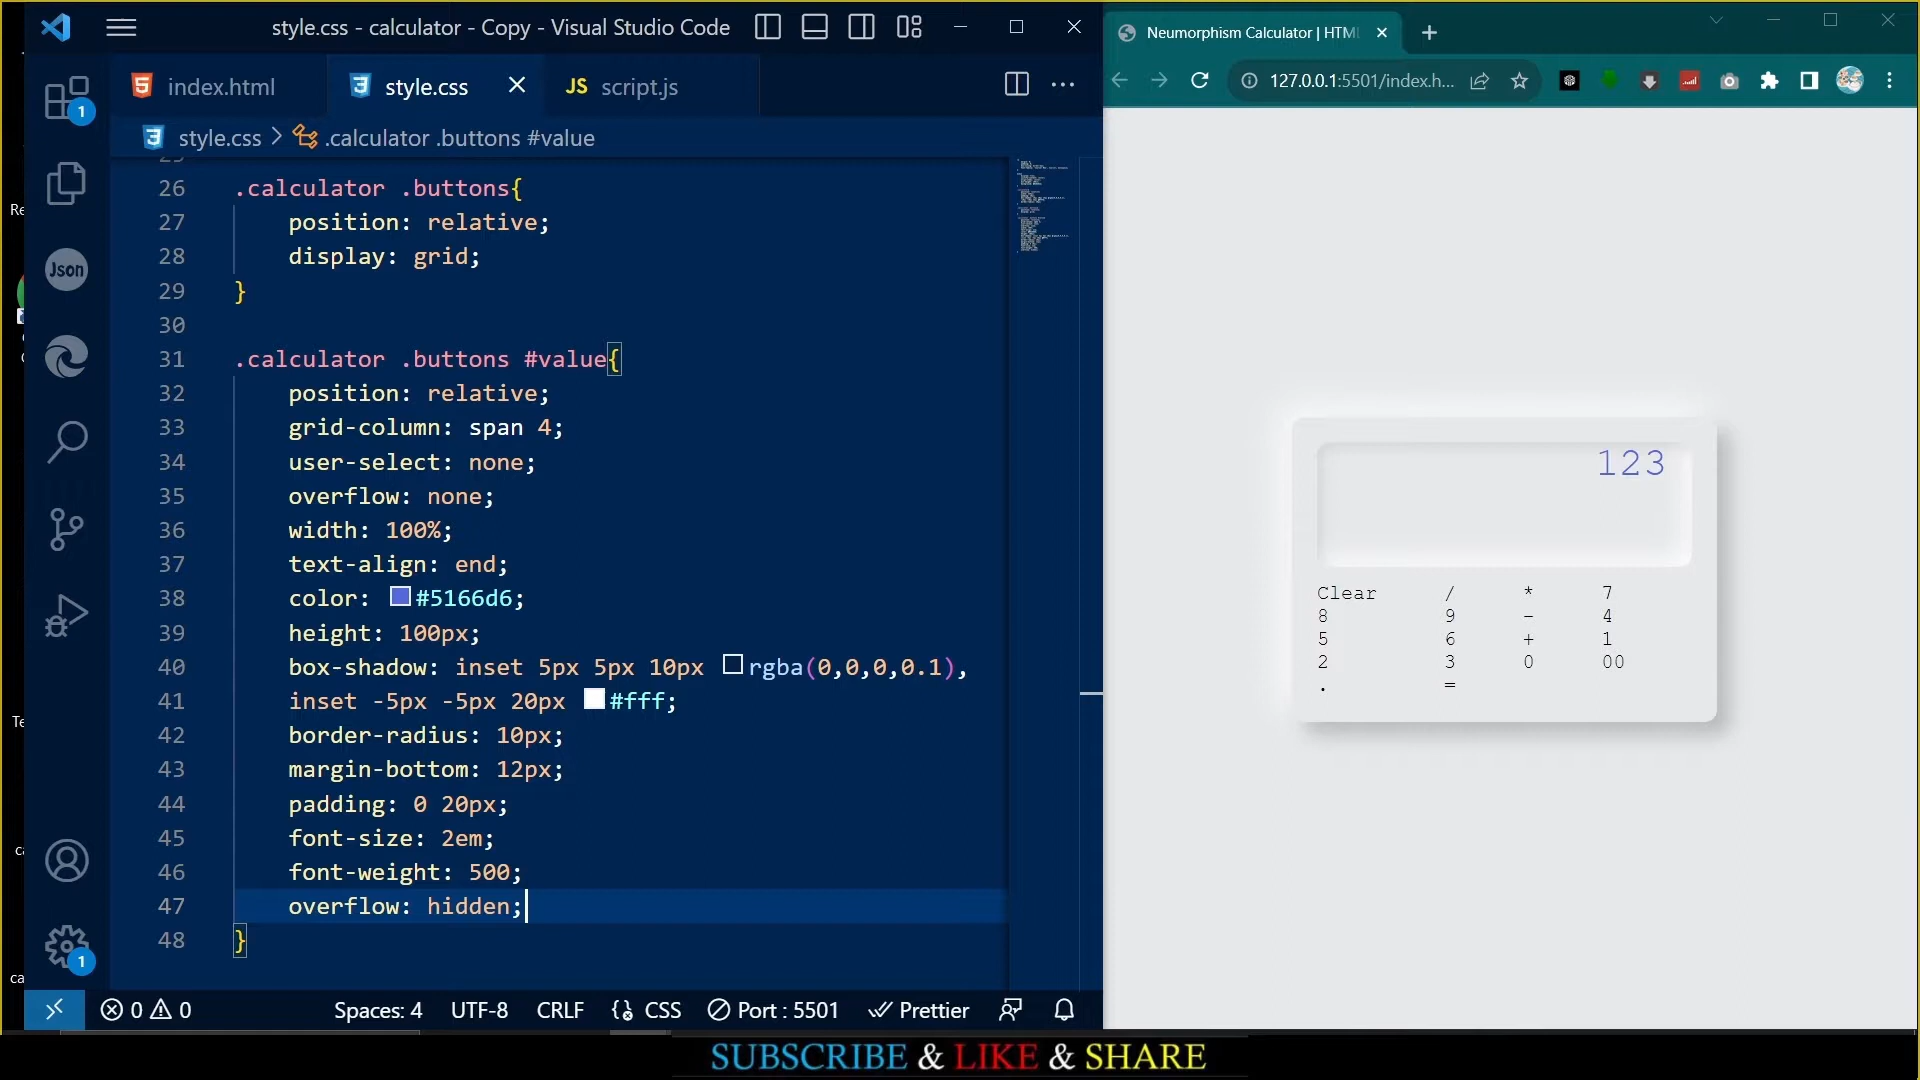 style.css - calculator - Copy - Visual Studio Code
index.html
style.css
JS script.js
style.css > .calculator .buttons #value
26 .calculator .buttons{
27 position: relative;
28 display: grid;
29 }
30
31 .calculator .buttons #value{
32 position: relative;
33 grid-column: span 4;
34 user-select: none;
35 overflow: none;
36 width: 100%;
37 text-align: end;
38 color: #5166d6;
39 height: 100px;
40 box-shadow: inset 5px 5px 10px rgba(0,0,0,0.1),
41 inset -5px -5px 20px #fff;
42 border-radius: 10px;
43 margin-bottom: 12px;
44 padding: 0 20px;
45 font-size: 2em;
46 font-weight: 500;
47 overflow: hidden;
48 }
1
Json
1
0 0 Spaces: 4 UTF-8 CRLF CSS Port : 5501 Prettier
Neumorphism Calculator | HTM
127.0.0.1:5501/index.h...
123
Clear / * 7
8 9 - 4
5 6 + 1
2 3 0 00
. =
SUBSCRIBE & LIKE & SHARE